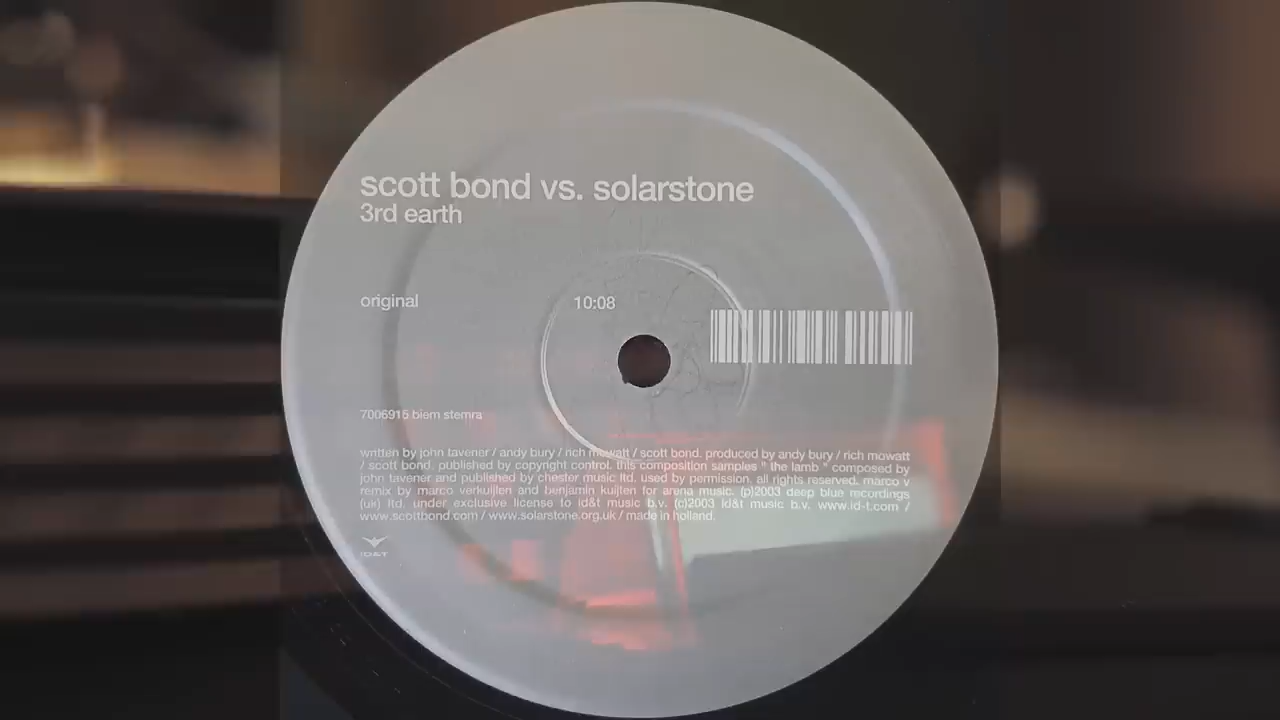 scott bond vs. solarstone
3rd earth
original 10:08
7006915 biem stemra
written by john tavener / andy bury / rich mowatt / scott bond. produced by andy bury / rich mowatt
/ scott bond. published by copyright control. this composition samples " the lamb " composed by
john tavener and published by chester music ltd. used by permission. all rights reserved. marco v
remix by marco verkuijlen and benjamin kuijten for arena music. (p)2003 deep blue recordings
(uk) ltd. under exclusive license to id&t music b.v. (c)2003 id&t music b.v. www.id-t.com /
www.scottbond.com / www.solarstone.org.uk / made in holland.
ID&T